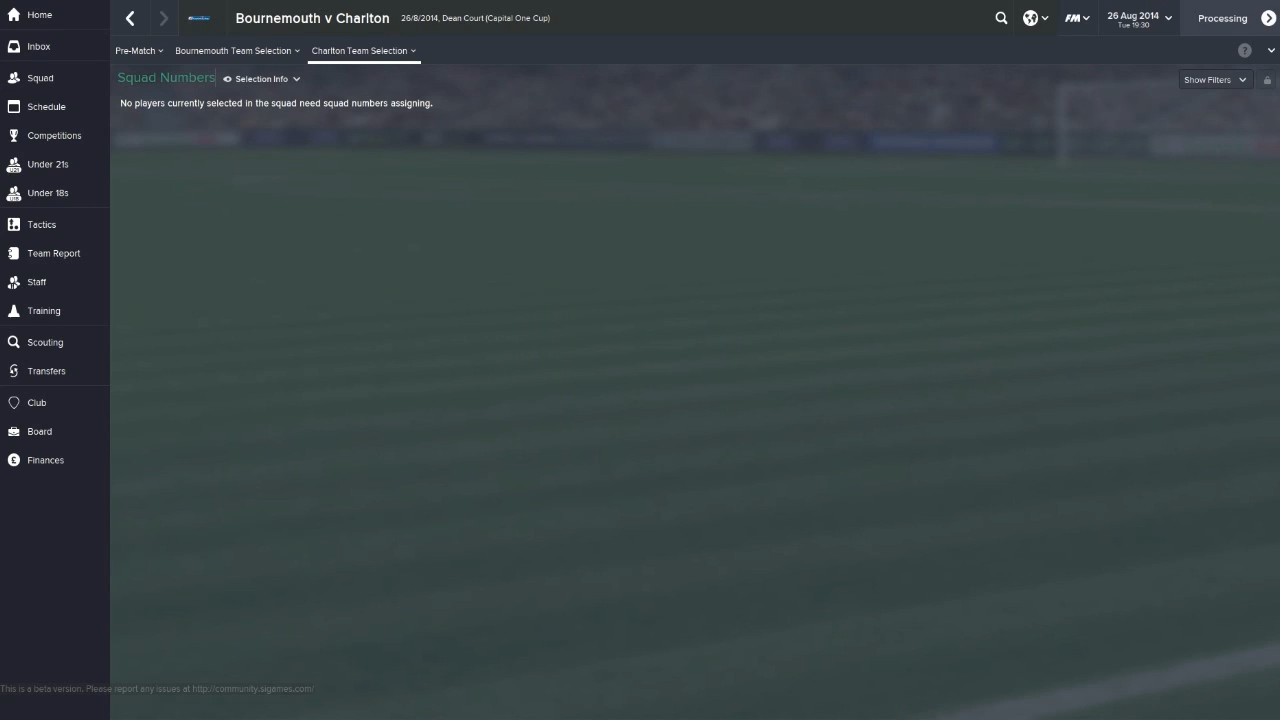 Home
Bournemouth v Charlton
26/8/2014, Dean Court (Capital One Cup)
FM
26 Aug 2014
Tue 19:30
Processing
Inbox
Pre-Match
Bournemouth Team Selection
Charlton Team Selection
?
Squad
Squad Numbers
Selection Info
Show Filters
No players currently selected in the squad need squad numbers assigning.
Schedule
Competitions
Under 21s
Under 18s
Tactics
Team Report
Staff
Training
Scouting
Transfers
Club
Board
Finances
This is a beta version. Please report any issues at http://community.sigames.com/